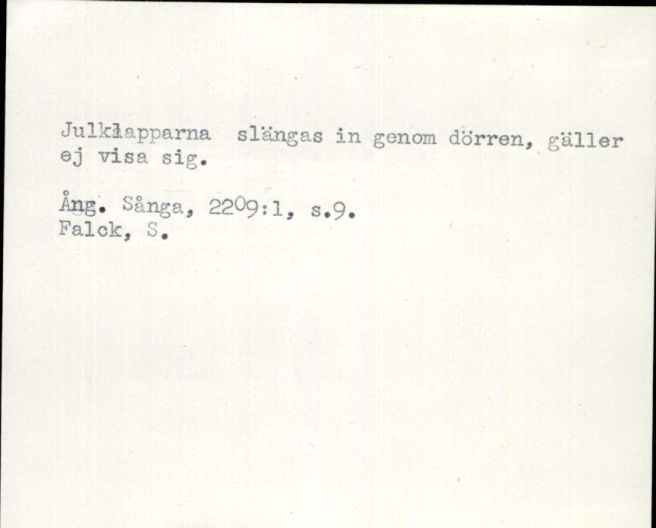 Julklapparna slängas in genom dörren, gäller
ej visa sig.
Ång. Sånga, 2209:1, s.9.
Falck, S.